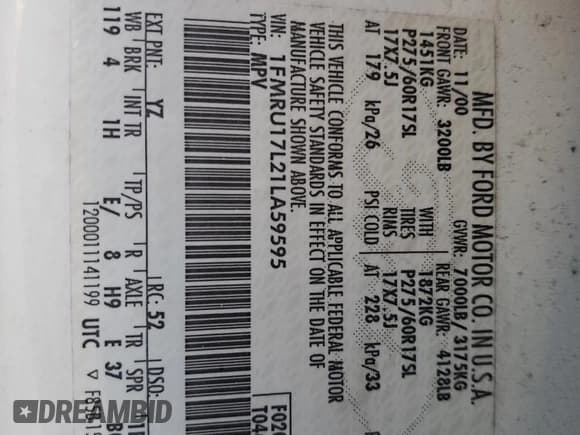 MFD. BY FORD MOTOR CO. IN U.S.A.
DATE: 11/00 GVWR: 7000LB/ 3175KG
FRONT GAWR: 3200LB REAR GAWR: 4128LB
1451KG WITH 1872KG
P275/60R17SL TIRES P275/60R17SL
17X7.5J RIMS 17X7.5J
AT 179 kPa/26 PSI COLD AT 228 kPa/33
THIS VEHICLE CONFORMS TO ALL APPLICABLE FEDERAL MOTOR
VEHICLE SAFETY STANDARDS IN EFFECT ON THE DATE OF
MANUFACTURE SHOWN ABOVE.
1FMRU17L21LA59595
TYPE: MPV
EXT PNT: YZ RC: 52 DSO:
WB BRK INT TR TP/PS R AXLE TR SPR
119 4 1H E/ 8 H9 E 37
1200011141199 UTC
DREAMBID